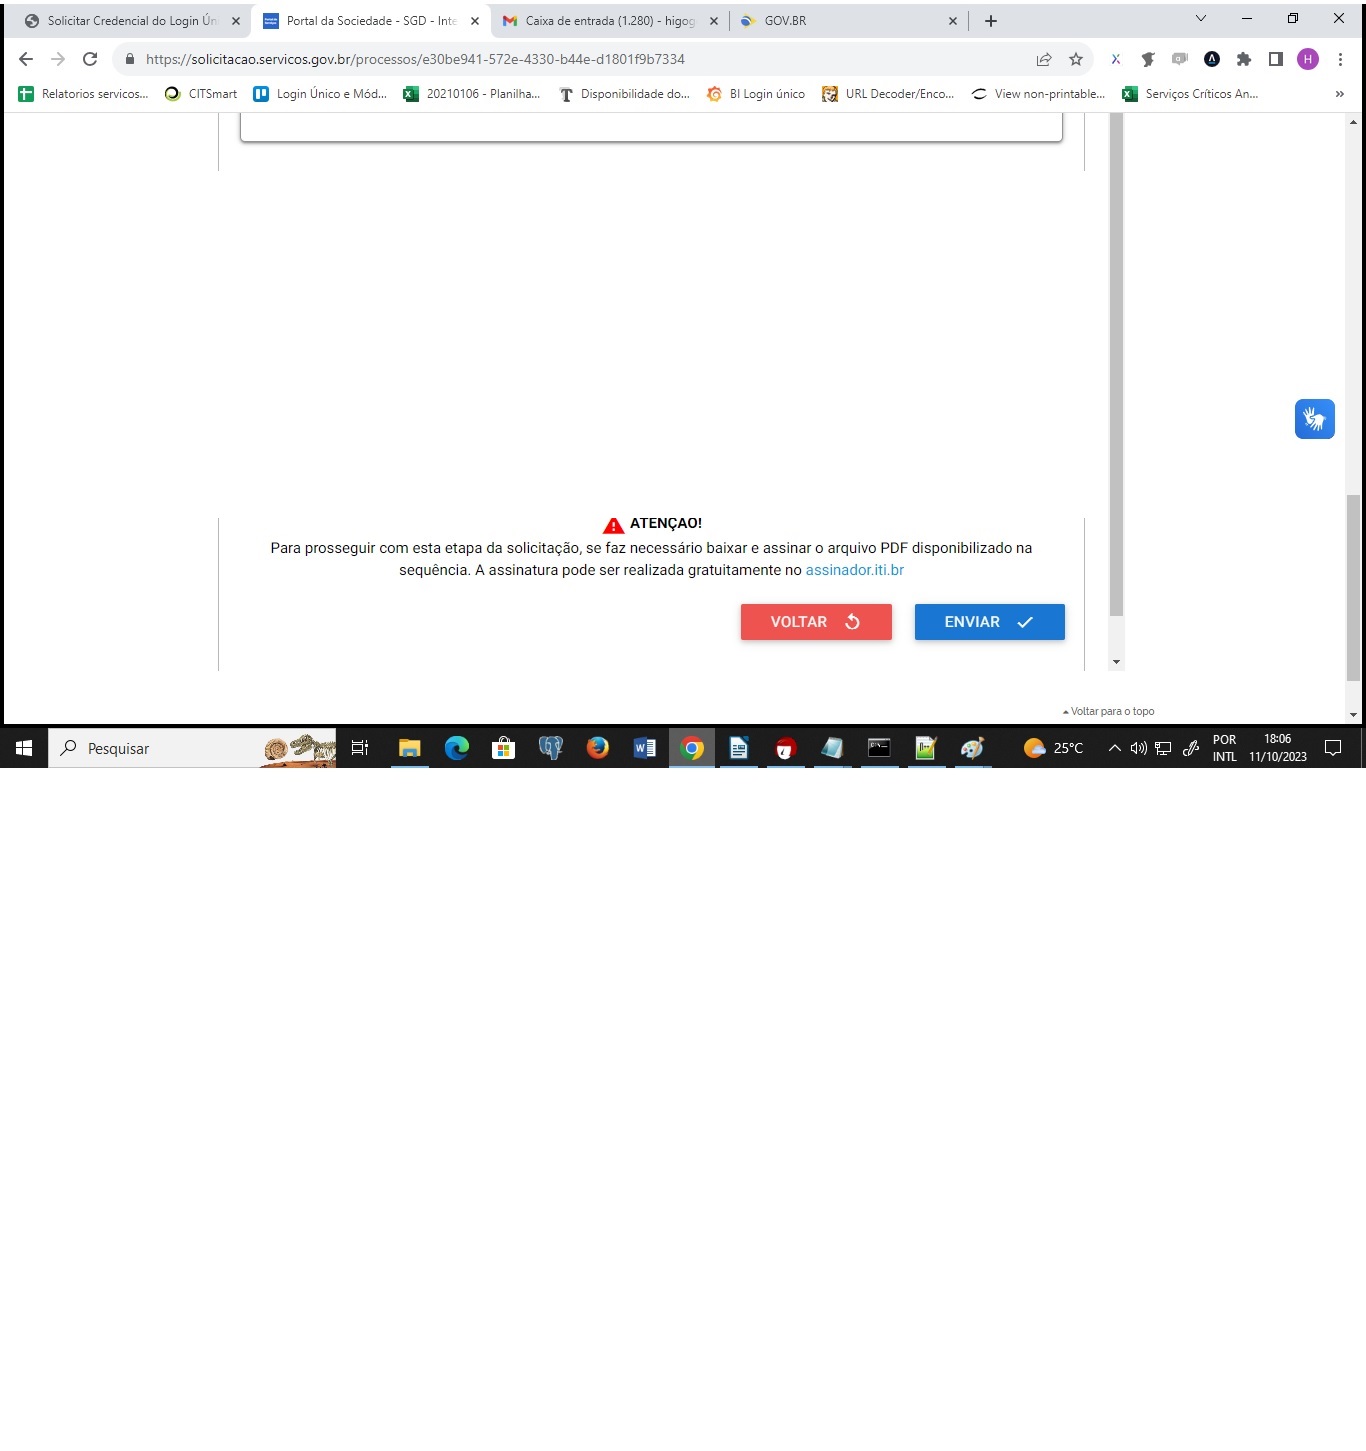 Solicitar Credencial do Login Ún
Portal da Sociedade - SGD - Inte
Caixa de entrada (1.280) - higog
GOV.BR
https://solicitacao.servicos.gov.br/processos/e30be941-572e-4330-b44e-d1801f9b7334
H
Relatorios servicos...
CITSmart
Login Único e Mód...
20210106 - Planilha...
Disponibilidade do...
BI Login único
URL Decoder/Enco...
View non-printable...
Serviços Críticos An...
»
ATENÇAO!
Para prosseguir com esta etapa da solicitação, se faz necessário baixar e assinar o arquivo PDF disponibilizado na
sequência. A assinatura pode ser realizada gratuitamente no assinador.iti.br
VOLTAR
ENVIAR
Voltar para o topo
Pesquisar
25°C
POR
INTL
18:06
11/10/2023